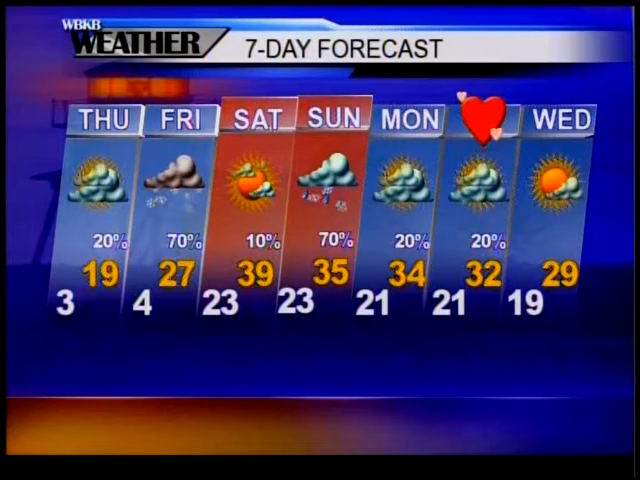 WBKB
WEATHER
7-DAY FORECAST
THU FRI SAT SUN MON WED
20% 70% 10% 70% 20% 20%
19 27 39 35 34 32 29
3 4 23 23 21 21 19